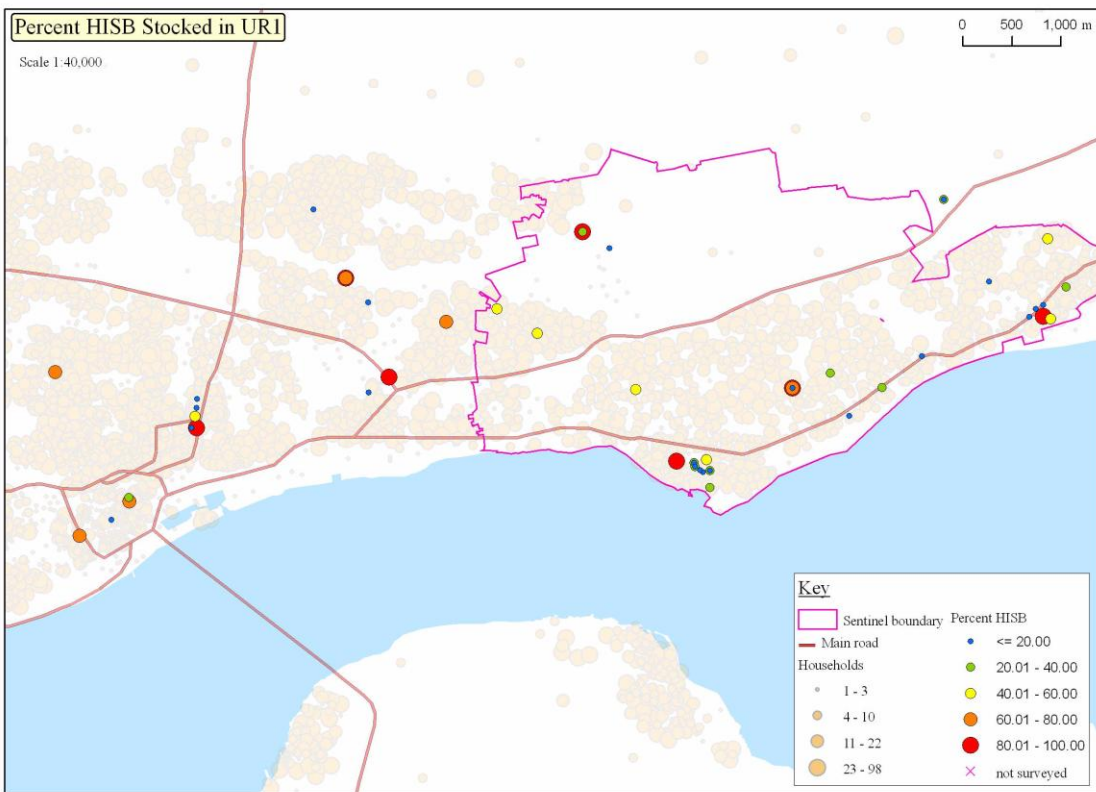 Percent HISB Stocked in UR1
Scale 1:40,000
0 500 1,000 m
Key
Sentinel boundary
Main road
Households
1 - 3
4 - 10
11 - 22
23 - 98
Percent HISB
<= 20.00
20.01 - 40.00
40.01 - 60.00
60.01 - 80.00
80.01 - 100.00
not surveyed